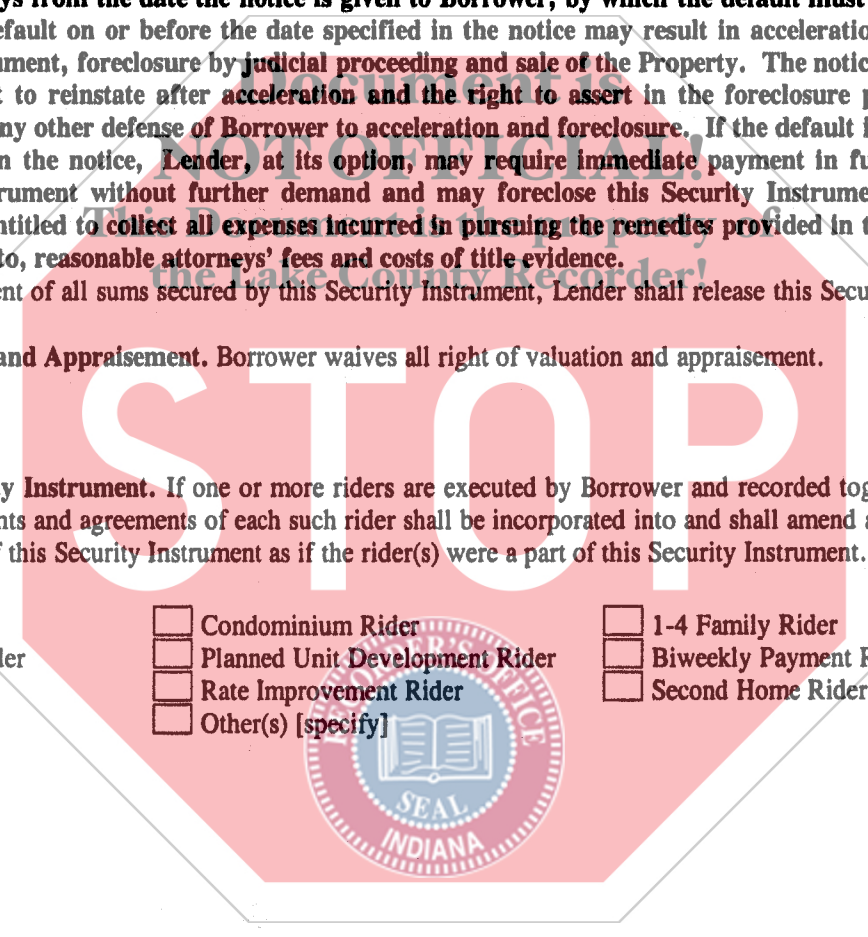 ys from the date the notice is given to Borrower, by which the default must
efault on or before the date specified in the notice may result in acceleratio
ument, foreclosure by judicial proceeding and sale of the Property. The notic
t to reinstate after acceleration and the right to assert in the foreclosure p
ny other defense of Borrower to acceleration and foreclosure. If the default i
n the notice, Lender, at its option, may require immediate payment in fu
rument without further demand and may foreclose this Security Instrume
ntitled to collect all expenses incurred in pursuing the remedies provided in t
to, reasonable attorneys' fees and costs of title evidence.
ent of all sums secured by this Security Instrument, Lender shall release this Secu
Document is
NOT OFFICIAL!
This Document is the property of
the Lake County Recorder!
and Appraisement. Borrower waives all right of valuation and appraisement.
STOP
y Instrument. If one or more riders are executed by Borrower and recorded tog
nts and agreements of each such rider shall be incorporated into and shall amend a
f this Security Instrument as if the rider(s) were a part of this Security Instrument.
Condominium Rider 1-4 Family Rider
der Planned Unit Development Rider Biweekly Payment R
Rate Improvement Rider Second Home Rider
Other(s) [specify]
RECORDER'S OFFICE
SEAL
INDIANA